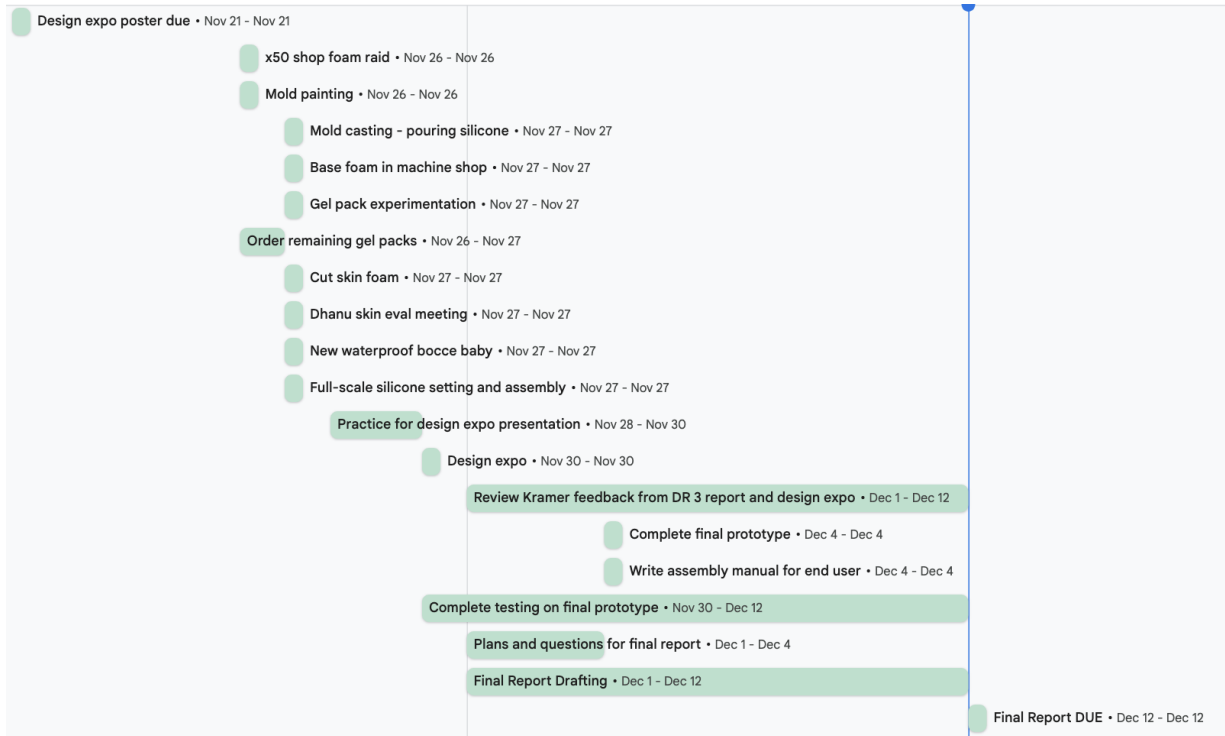 Design expo poster due • Nov 21 - Nov 21
x50 shop foam raid • Nov 26 - Nov 26
Mold painting • Nov 26 - Nov 26
Mold casting - pouring silicone • Nov 27 - Nov 27
Base foam in machine shop • Nov 27 - Nov 27
Gel pack experimentation • Nov 27 - Nov 27
Order remaining gel packs • Nov 26 - Nov 27
Cut skin foam • Nov 27 - Nov 27
Dhanu skin eval meeting • Nov 27 - Nov 27
New waterproof bocce baby • Nov 27 - Nov 27
Full-scale silicone setting and assembly • Nov 27 - Nov 27
Practice for design expo presentation • Nov 28 - Nov 30
Design expo • Nov 30 - Nov 30
Review Kramer feedback from DR 3 report and design expo • Dec 1 - Dec 12
Complete final prototype • Dec 4 - Dec 4
Write assembly manual for end user • Dec 4 - Dec 4
Complete testing on final prototype • Nov 30 - Dec 12
Plans and questions for final report • Dec 1 - Dec 4
Final Report Drafting • Dec 1 - Dec 12
Final Report DUE • Dec 12 - Dec 12